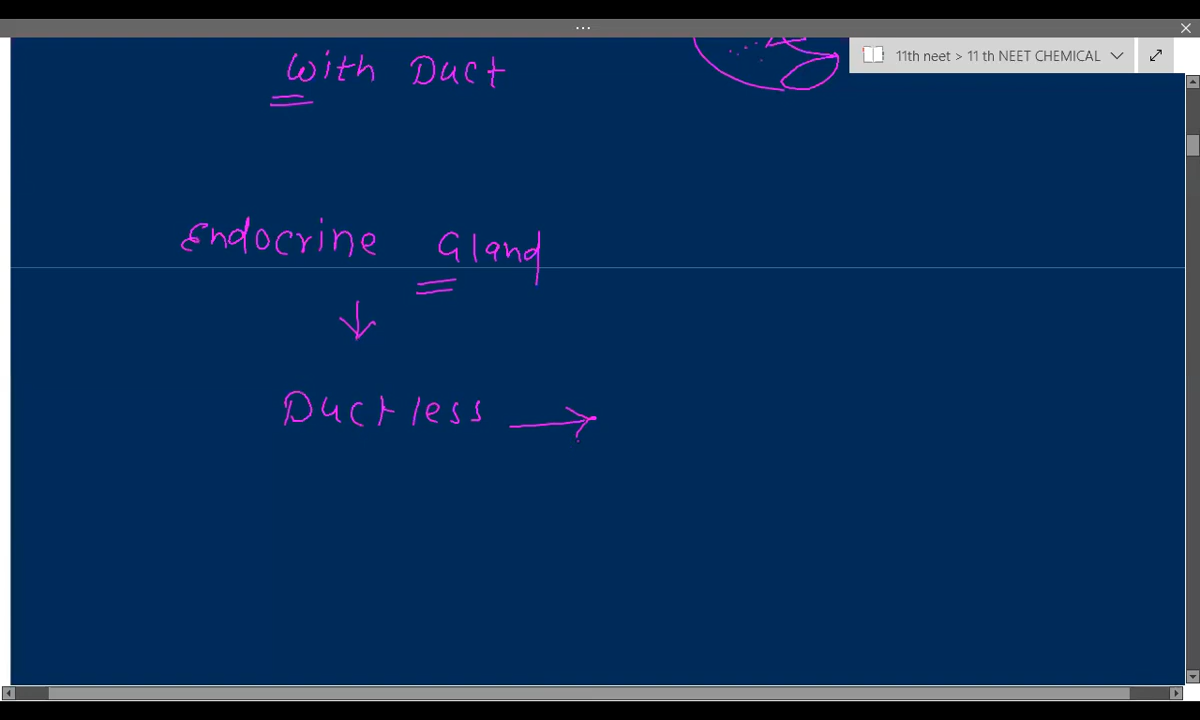 11th neet > 11 th NEET CHEMICAL
With Duct
Endocrine Gland
↓
Ductless →